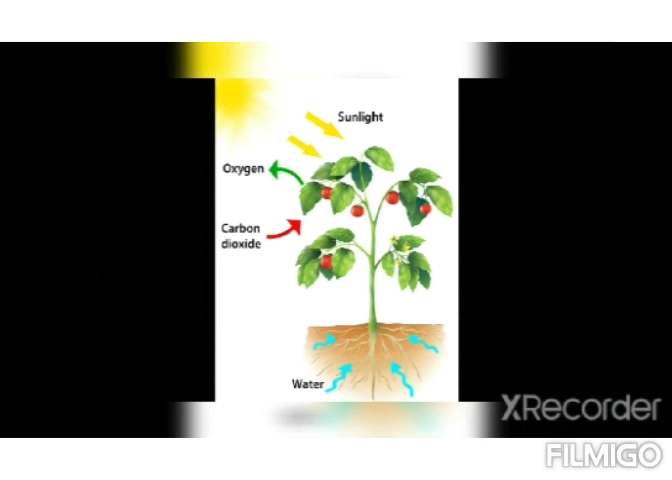 Sunlight
Oxygen
Carbon
dioxide
Water
XRecorder
FILMIGO